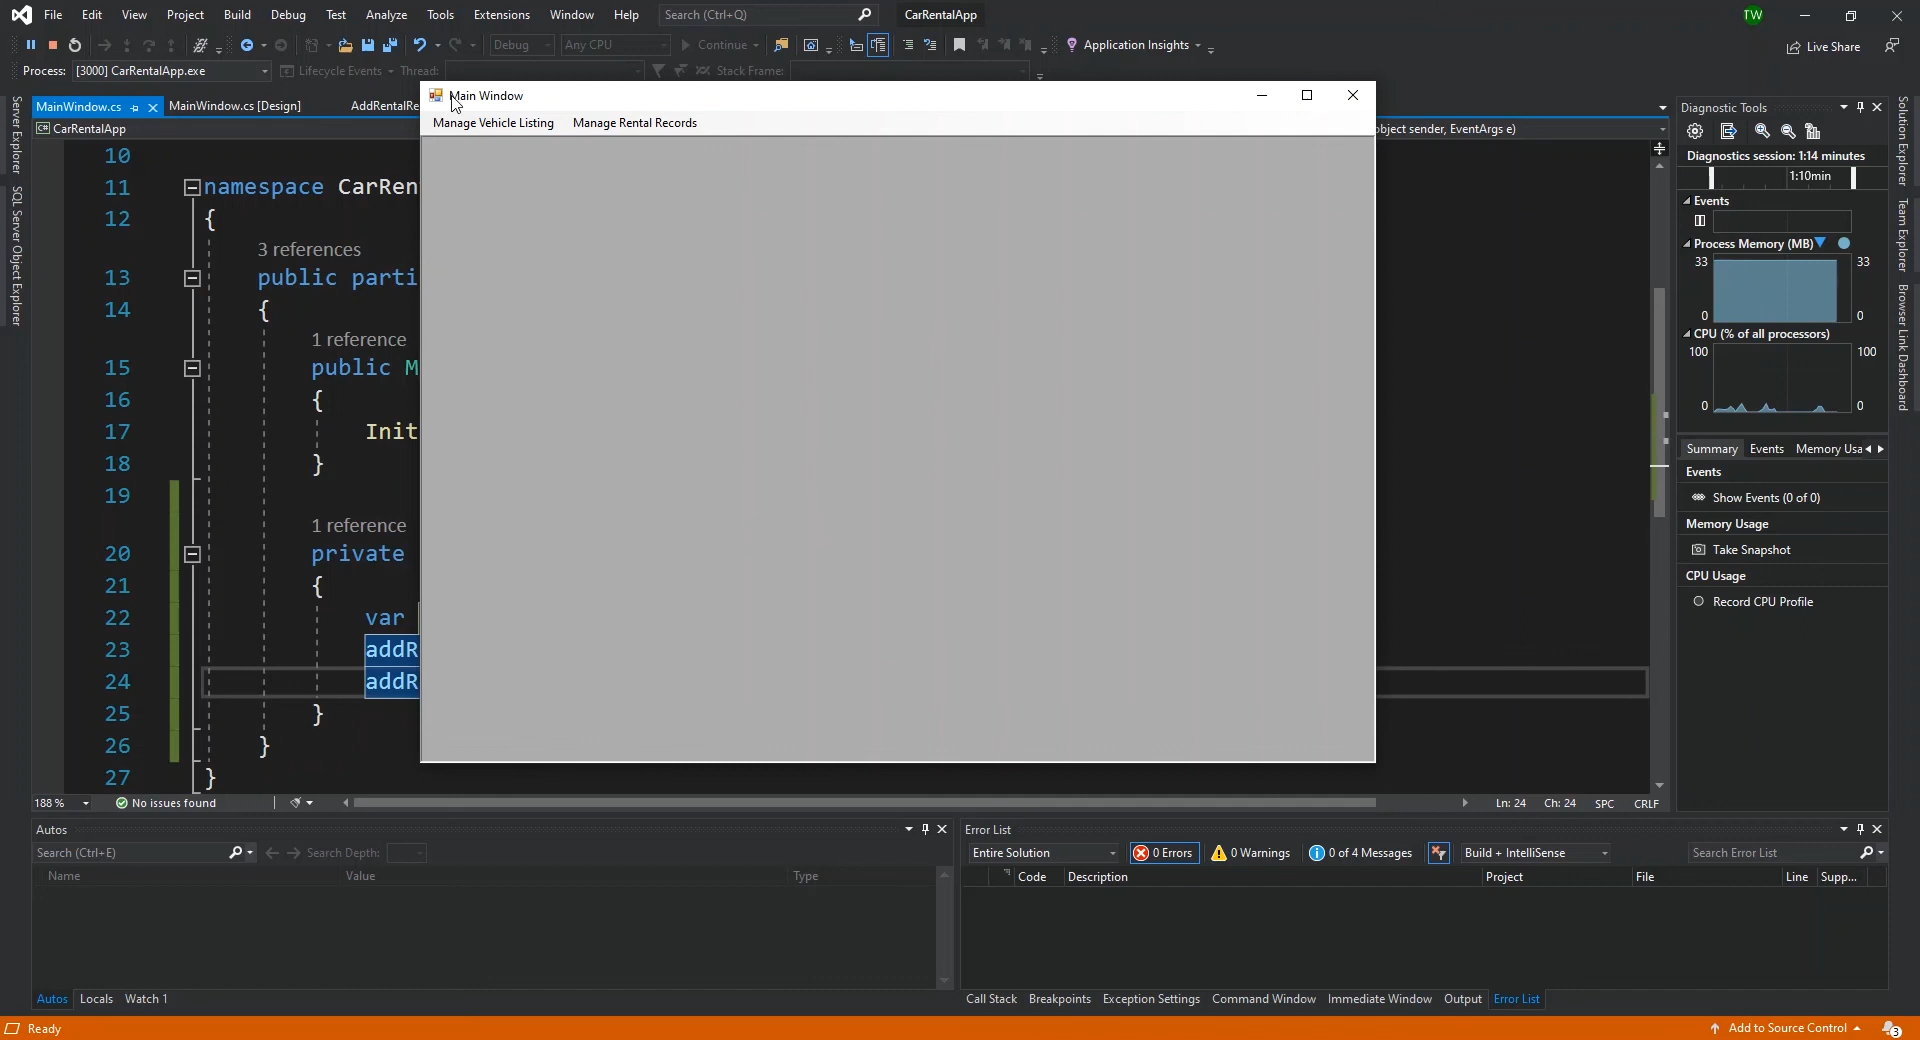 File Edit View Project Build Debug Test Analyze Tools Extensions Window Help Search (Ctrl+Q) CarRentalApp TW
Debug Any CPU Continue Application Insights Live Share
Process: [3000] CarRentalApp.exe Lifecycle Events Thread: Stack Frame:
MainWindow.cs MainWindow.cs [Design] AddRentalRe
CarRentalApp
object sender, EventArgs e)
Main Window
Manage Vehicle Listing Manage Rental Records
10
11 namespace CarRen
12 {
3 references
13 public parti
14 {
1 reference
15 public M
16 {
17 Init
18 }
19
1 reference
20 private
21 {
22 var
23 addR
24 addR
25 }
26 }
27 }
188 % No issues found Ln: 24 Ch: 24 SPC CRLF
Server Explorer
SQL Server Object Explorer
Diagnostic Tools
Diagnostics session: 1:14 minutes
1:10min
Events
Process Memory (MB)
33 33
0 0
CPU (% of all processors)
100 100
0 0
Summary Events Memory Usa
Events
Show Events (0 of 0)
Memory Usage
Take Snapshot
CPU Usage
Record CPU Profile
Solution Explorer
Team Explorer
Browser Link Dashboard
Autos
Search (Ctrl+E) Search Depth:
Name Value Type
Autos Locals Watch 1
Error List
Entire Solution 0 Errors 0 Warnings 0 of 4 Messages Build + IntelliSense Search Error List
Code Description Project File Line Supp...
Call Stack Breakpoints Exception Settings Command Window Immediate Window Output Error List
Ready Add to Source Control 3